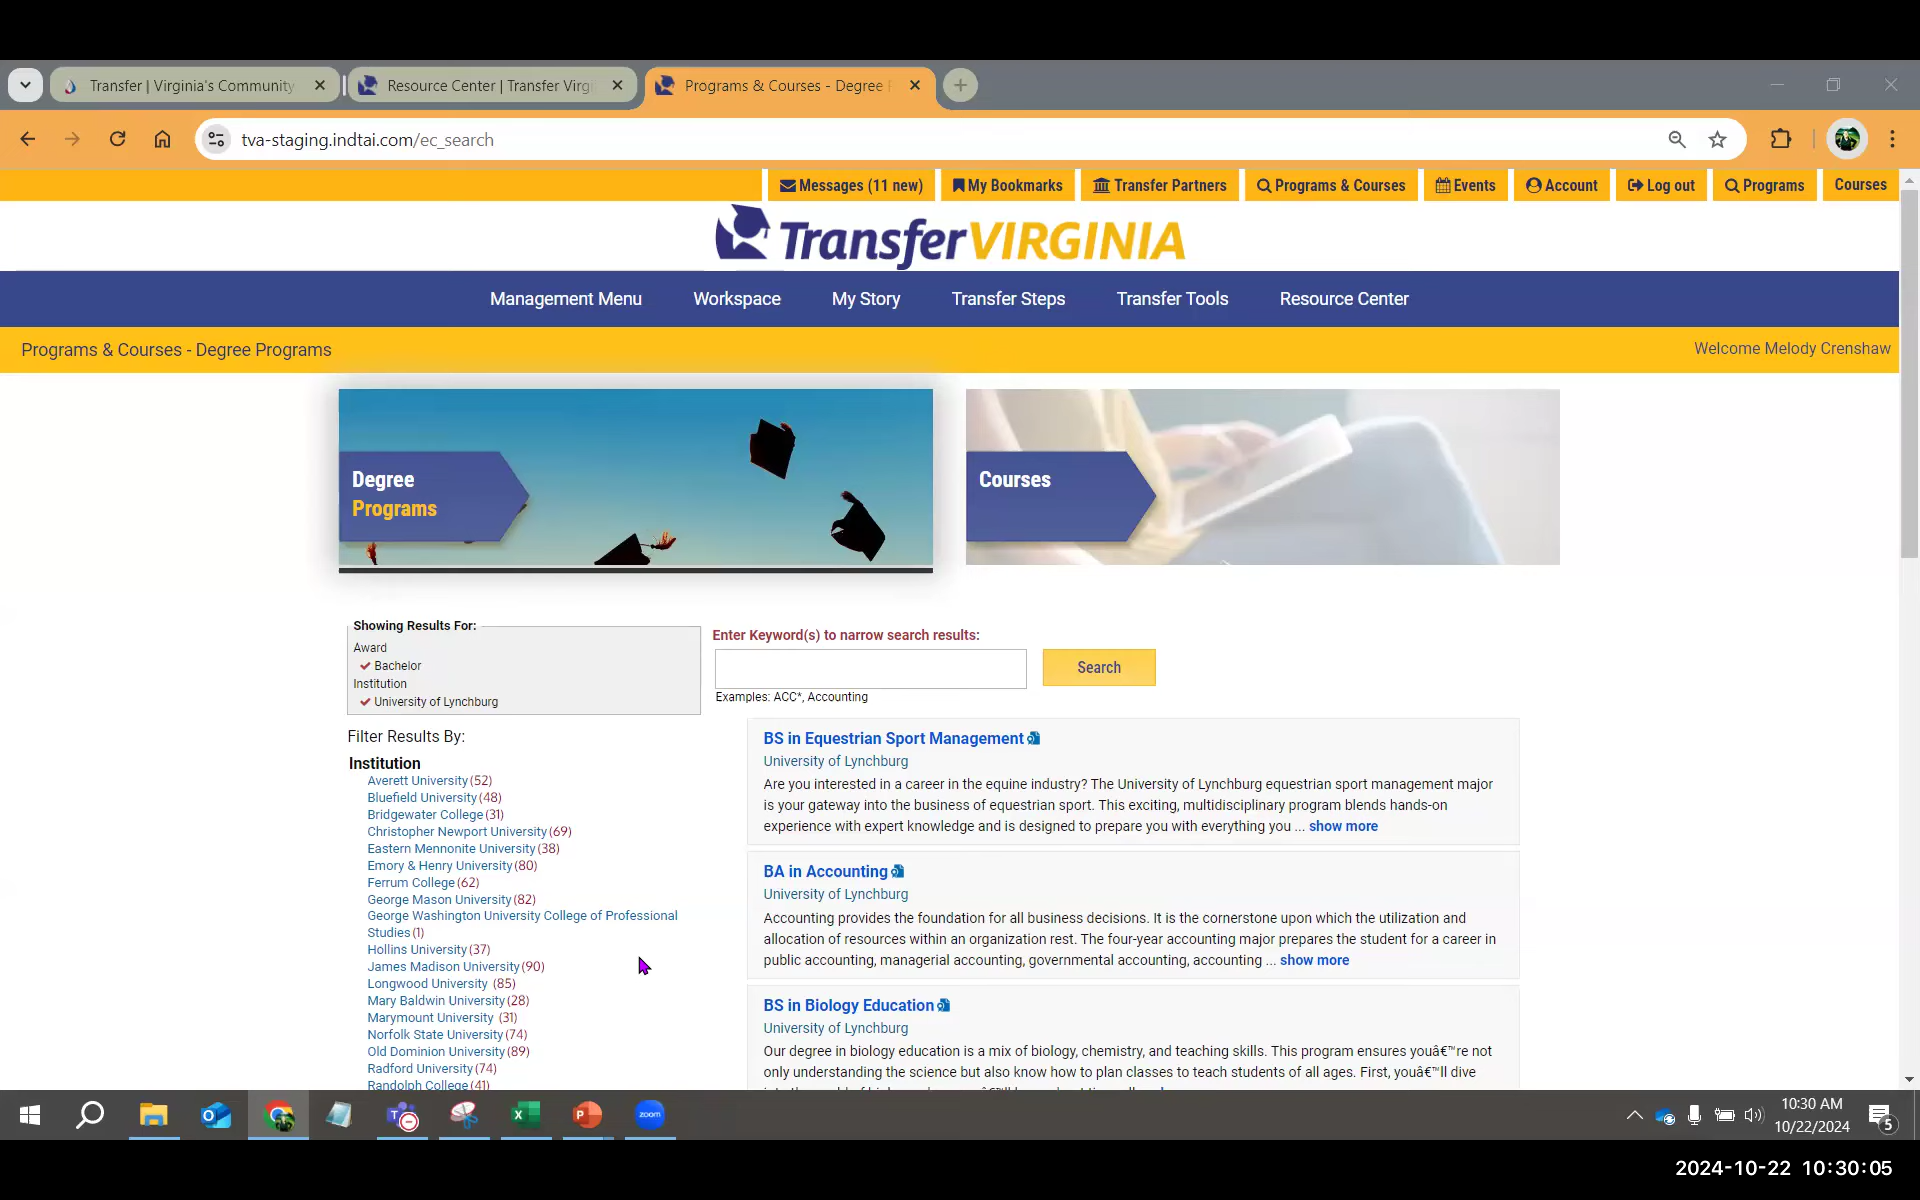 Transfer | Virginia's Community
Resource Center | Transfer Virgi
Programs & Courses - Degree
tva-staging.indtai.com/ec_search
Messages (11 new)
My Bookmarks
Transfer Partners
Programs & Courses
Events
Account
Log out
Programs
Courses
TransferVIRGINIA
Management Menu
Workspace
My Story
Transfer Steps
Transfer Tools
Resource Center
Programs & Courses - Degree Programs
Welcome Melody Crenshaw
Degree
Programs
Courses
Showing Results For:
Award
Bachelor
Institution
University of Lynchburg
Enter Keyword(s) to narrow search results:
Search
Examples: ACC*, Accounting
Filter Results By:
Institution
Averett University (52)
Bluefield University (48)
Bridgewater College (31)
Christopher Newport University (69)
Eastern Mennonite University (38)
Emory & Henry University (80)
Ferrum College (62)
George Mason University (82)
George Washington University College of Professional
Studies (1)
Hollins University (37)
James Madison University (90)
Longwood University (85)
Mary Baldwin University (28)
Marymount University (31)
Norfolk State University (74)
Old Dominion University (89)
Radford University (74)
Randolph College (41)
BS in Equestrian Sport Management
University of Lynchburg
Are you interested in a career in the equine industry? The University of Lynchburg equestrian sport management major
is your gateway into the business of equestrian sport. This exciting, multidisciplinary program blends hands-on
experience with expert knowledge and is designed to prepare you with everything you ... show more
BA in Accounting
University of Lynchburg
Accounting provides the foundation for all business decisions. It is the cornerstone upon which the utilization and
allocation of resources within an organization rest. The four-year accounting major prepares the student for a career in
public accounting, managerial accounting, governmental accounting, accounting ... show more
BS in Biology Education
University of Lynchburg
Our degree in biology education is a mix of biology, chemistry, and teaching skills. This program ensures youâ€™re not
only understanding the science but also know how to plan classes to teach students of all ages. First, youâ€™ll dive
zoom
10:30 AM
10/22/2024
5
2024-10-22 10:30:05